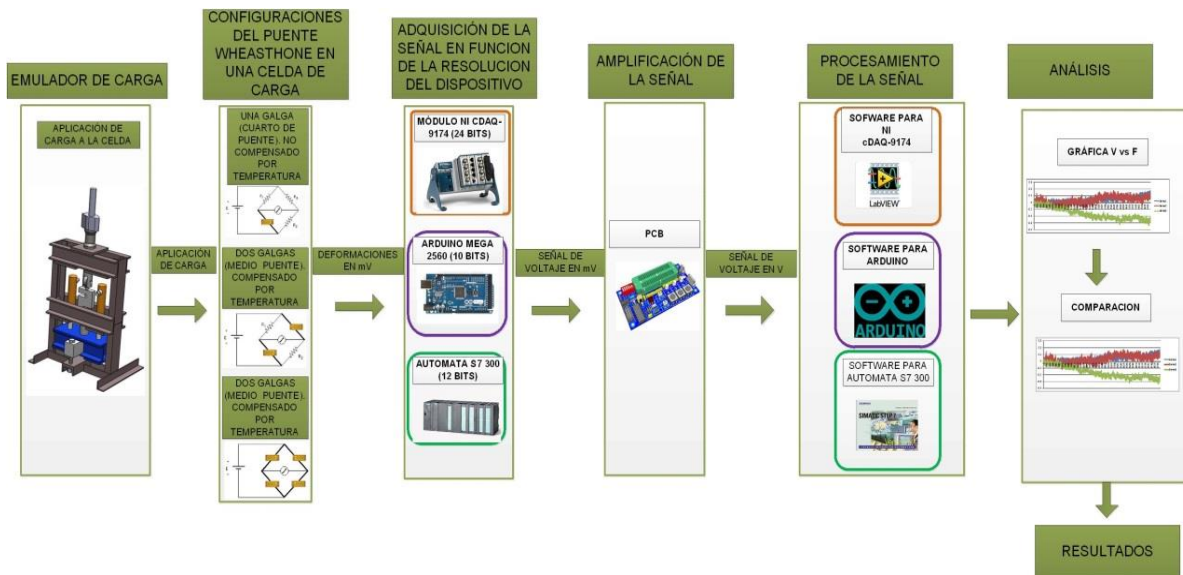 EMULADOR DE CARGA
APLICACIÓN DE
CARGA A LA CELDA
APLICACIÓN
DE CARGA
CONFIGURACIONES
DEL PUENTE
WHEASTHONE EN
UNA CELDA DE
CARGA
UNA GALGA
(CUARTO DE
PUENTE). NO
COMPENSADO
POR
TEMPERATURA
DOS GALGAS
(MEDIO PUENTE).
COMPENSADO
POR
TEMPERATURA
DOS GALGAS
(MEDIO PUENTE).
COMPENSADO
POR
TEMPERATURA
DEFORMACIONES
EN mV
ADQUISICIÓN DE LA
SEÑAL EN FUNCION
DE LA RESOLUCION
DEL DISPOSITIVO
MÓDULO NI CDAQ-
9174 (24 BITS)
ARDUINO MEGA
2560 (10 BITS)
AUTOMATA S7 300
(12 BITS)
SEÑAL DE
VOLTAJE EN mV
AMPLIFICACIÓN DE
LA SEÑAL
PCB
SEÑAL DE
VOLTAJE EN V
PROCESAMIENTO
DE LA SEÑAL
SOFWARE PARA
NI
cDAQ-9174
LabVIEW
SOFTWARE PARA
ARDUINO
ARDUINO
SOFTWARE PARA
AUTOMATA S7 300
SIMATIC STEP 7
ANÁLISIS
GRÁFICA V vs F
COMPARACION
RESULTADOS